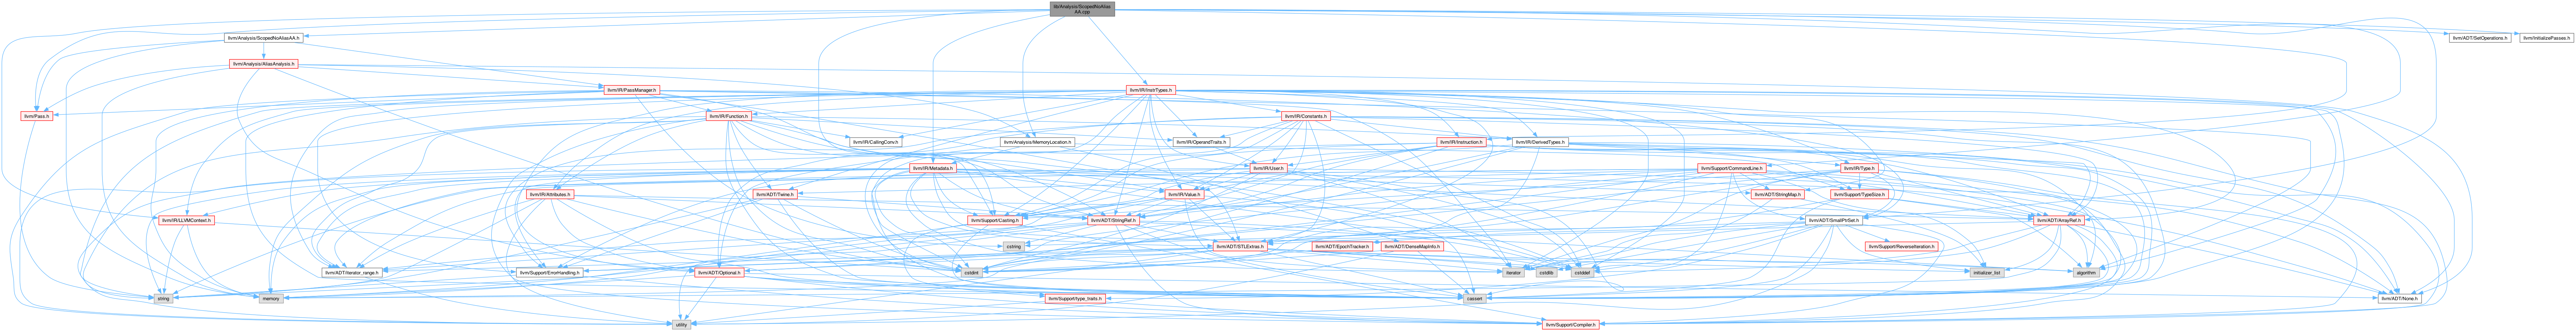 lib/Analysis/ScopedNoAlias
AA.cpp
llvm/Analysis/ScopedNoAliasAA.h
llvm/ADT/SetOperations.h
llvm/InitializePasses.h
llvm/Analysis/AliasAnalysis.h
llvm/IR/PassManager.h
llvm/IR/InstrTypes.h
llvm/Pass.h
llvm/IR/Function.h
llvm/IR/Constants.h
llvm/IR/CallingConv.h
llvm/Analysis/MemoryLocation.h
llvm/IR/OperandTraits.h
llvm/IR/Instruction.h
llvm/IR/DerivedTypes.h
llvm/IR/Metadata.h
llvm/IR/User.h
llvm/Support/CommandLine.h
llvm/IR/Type.h
llvm/IR/Attributes.h
llvm/ADT/Twine.h
llvm/IR/Value.h
llvm/ADT/StringMap.h
llvm/Support/TypeSize.h
llvm/IR/LLVMContext.h
llvm/Support/Casting.h
llvm/ADT/StringRef.h
llvm/ADT/SmallPtrSet.h
llvm/ADT/ArrayRef.h
cstring
llvm/ADT/STLExtras.h
llvm/ADT/EpochTracker.h
llvm/ADT/DenseMapInfo.h
llvm/Support/ReverseIteration.h
llvm/ADT/iterator_range.h
llvm/Support/ErrorHandling.h
llvm/ADT/Optional.h
cstdint
iterator
cstdlib
cstddef
initializer_list
algorithm
string
memory
llvm/Support/type_traits.h
cassert
llvm/ADT/None.h
utility
llvm/Support/Compiler.h